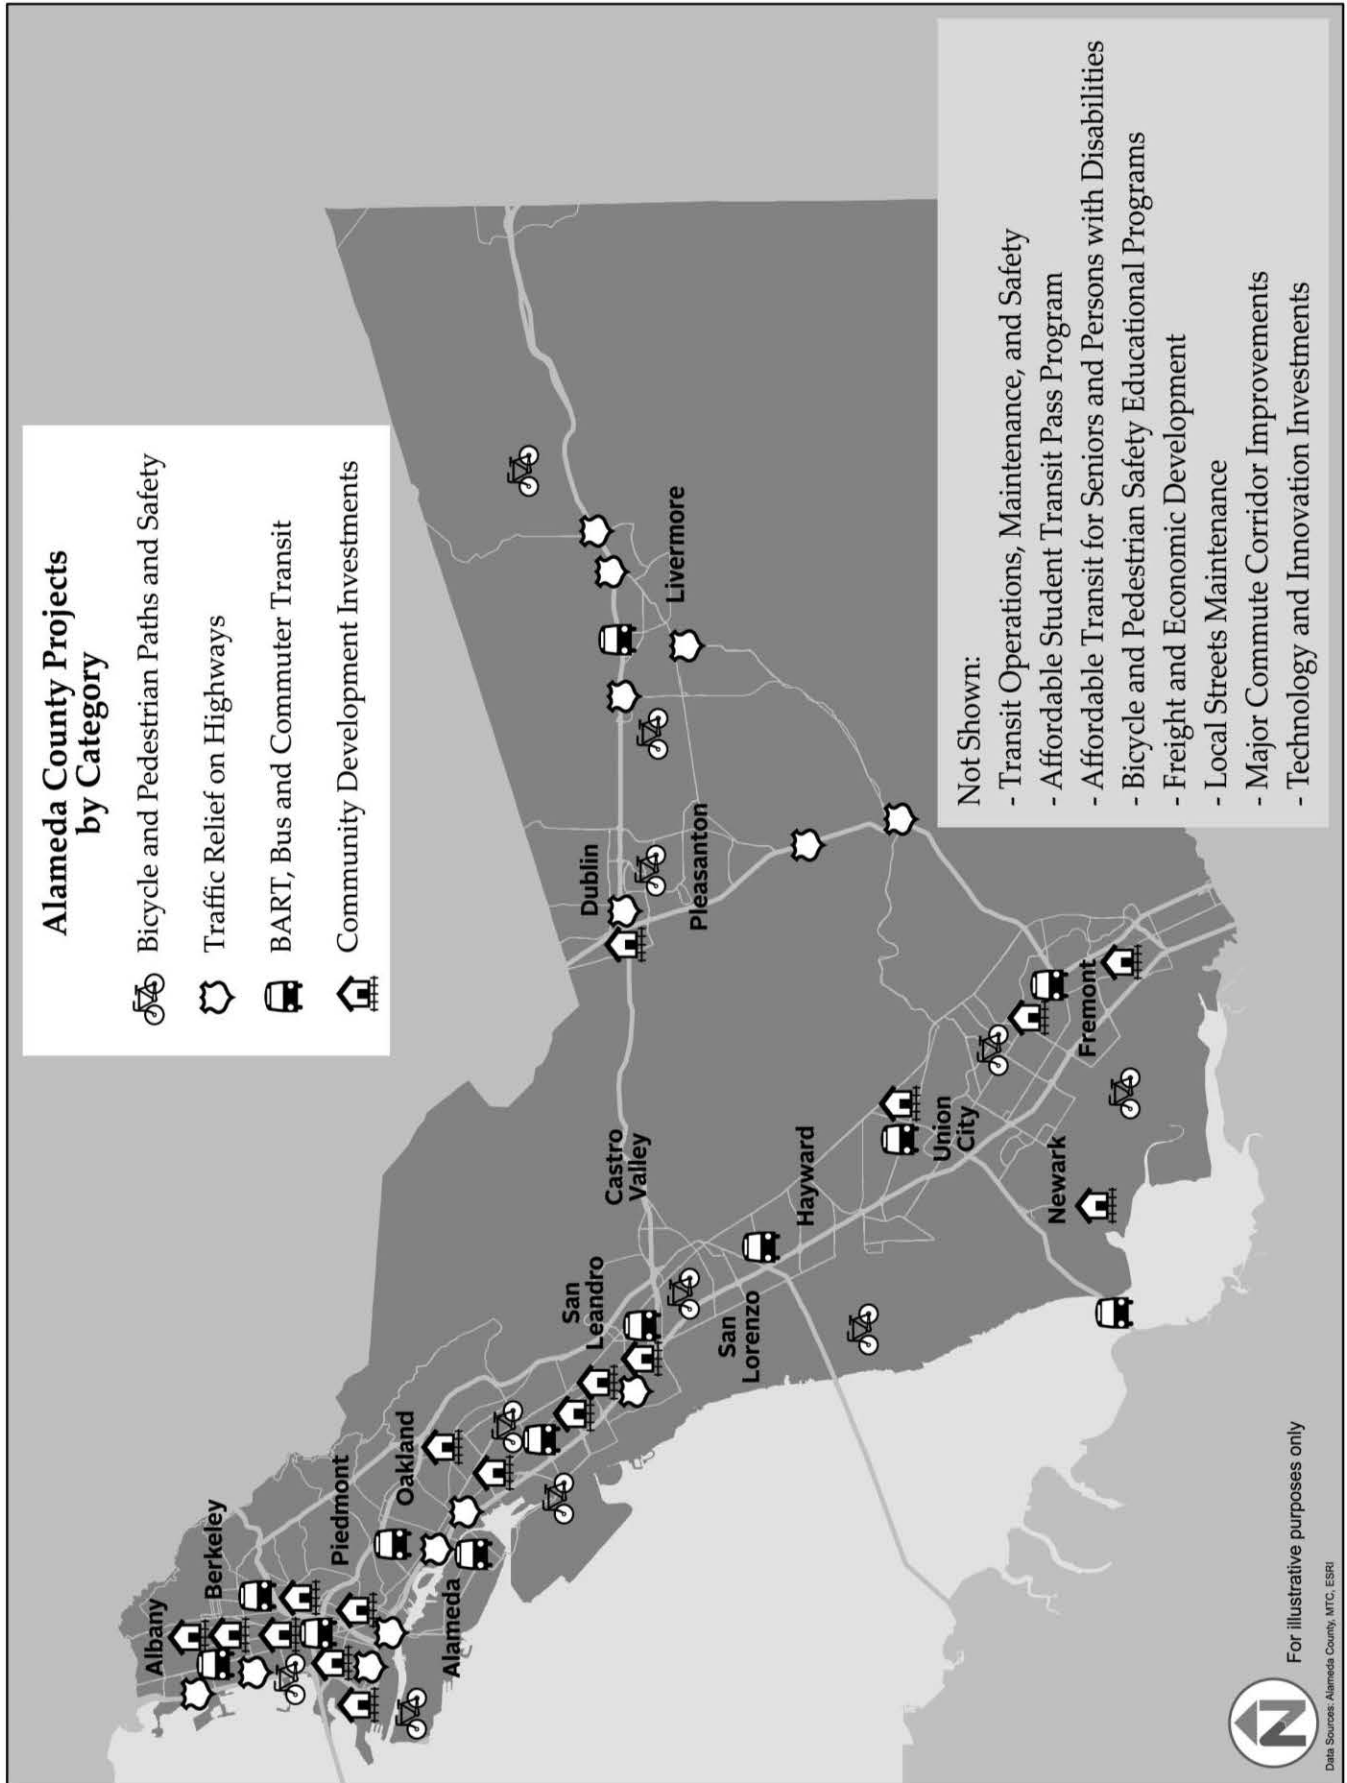 Alameda County Projects
by Category
Bicycle and Pedestrian Paths and Safety
Traffic Relief on Highways
BART, Bus and Commuter Transit
Community Development Investments
Albany
Berkeley
Piedmont
Oakland
Alameda
San
Leandro
San
Lorenzo
Castro
Valley
Hayward
Union
City
Newark
Fremont
Dublin
Pleasanton
Livermore
Not Shown:
- Transit Operations, Maintenance, and Safety
- Affordable Student Transit Pass Program
- Affordable Transit for Seniors and Persons with Disabilities
- Bicycle and Pedestrian Safety Educational Programs
- Freight and Economic Development
- Local Streets Maintenance
- Major Commute Corridor Improvements
- Technology and Innovation Investments
N
For illustrative purposes only
Data Sources: Alameda County, MTC, ESRI